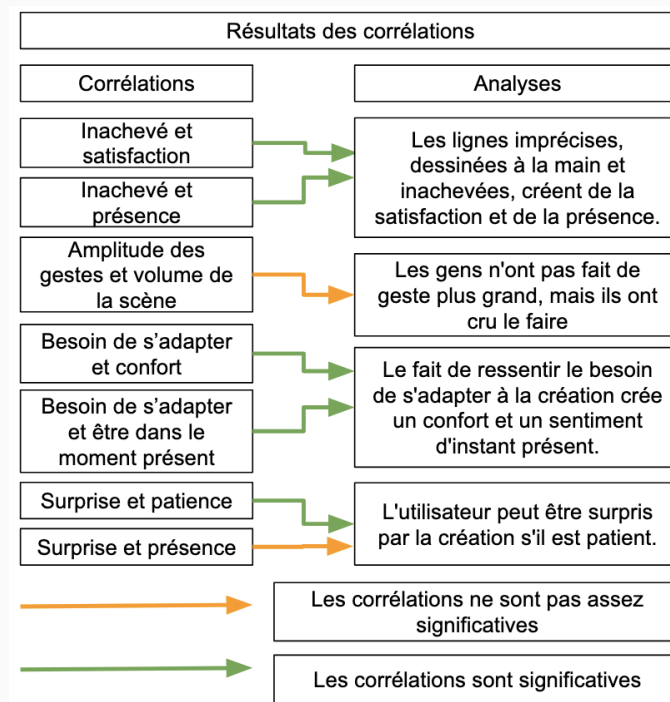 Résultats des corrélations
Corrélations
Analyses
Inachevé et
satisfaction
Inachevé et
présence
Les lignes imprécises,
dessinées à la main et
inachevées, créent de la
satisfaction et de la présence.
Amplitude des
gestes et volume de
la scène
Les gens n'ont pas fait de
geste plus grand, mais ils ont
cru le faire
Besoin de s’adapter
et confort
Besoin de s’adapter
et être dans le
moment présent
Le fait de ressentir le besoin
de s'adapter à la création crée
un confort et un sentiment
d'instant présent.
Surprise et patience
Surprise et présence
L'utilisateur peut être surpris
par la création s'il est patient.
Les corrélations ne sont pas assez
significatives
Les corrélations sont significatives